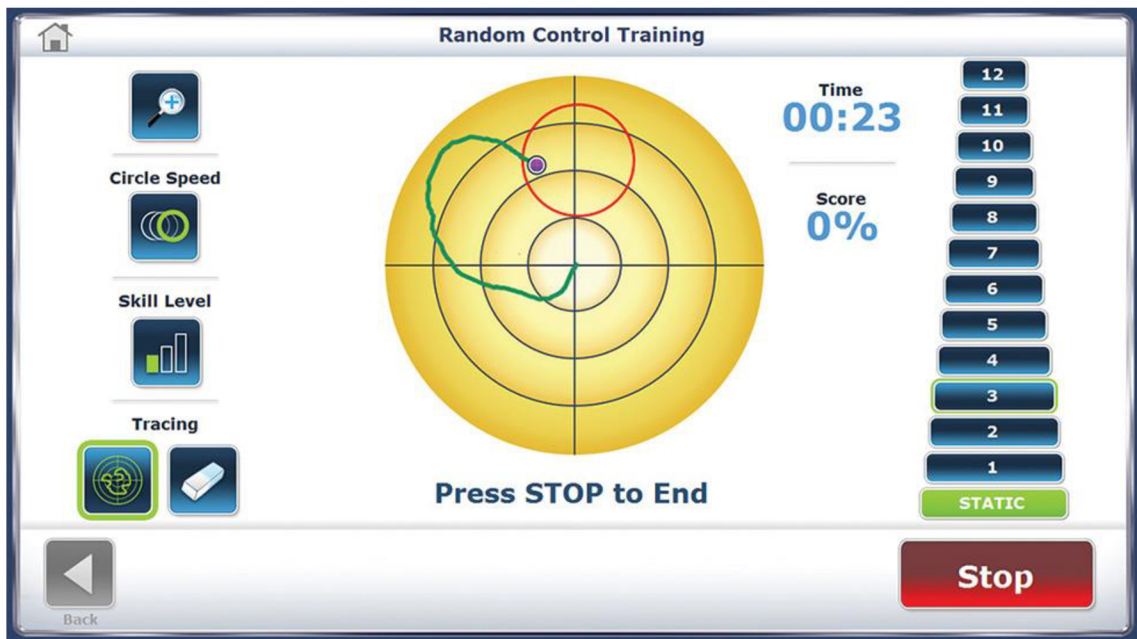 Random Control Training
Circle Speed
Skill Level
Tracing
Time
00:23
Score
0%
12
11
10
9
8
7
6
5
4
3
2
1
STATIC
Press STOP to End
Back
Stop